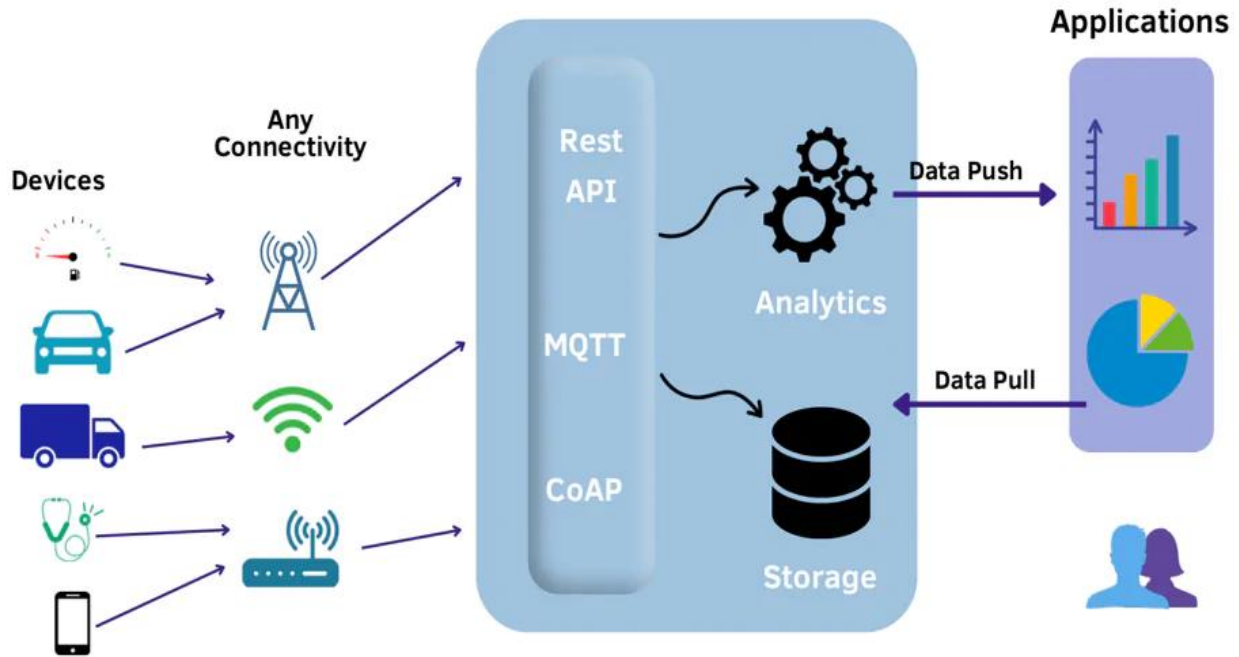 Devices
Any
Connectivity
Rest
API
MQTT
CoAP
Analytics
Storage
Data Push
Data Pull
Applications